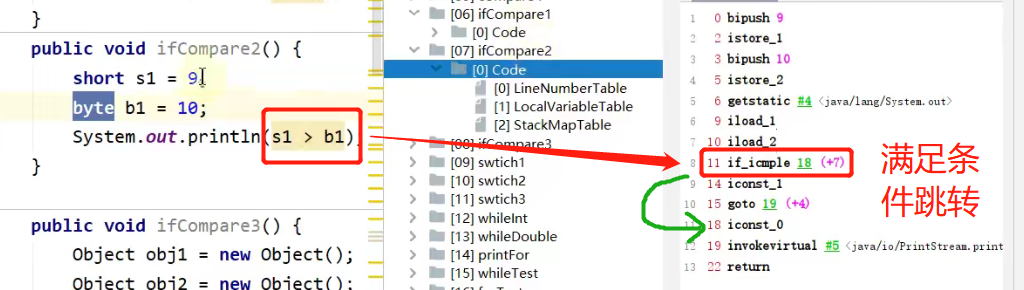 }
public void ifCompare2() {
short s1 = 9;
byte b1 = 10;
System.out.println(s1 > b1)
}
public void ifCompare3() {
Object obj1 = new Object();
Object obj2 = new Object();
[06] ifCompare1
[0] Code
[07] ifCompare2
[0] Code
[0] LineNumberTable
[1] LocalVariableTable
[2] StackMapTable
[08] ifCompare3
[09] swtich1
[10] swtich2
[11] swtich3
[12] whileInt
[13] whileDouble
[14] printFor
[15] whileTest
1 0 bipush 9
2 2 istore_1
3 3 bipush 10
4 5 istore_2
5 6 getstatic #4 <java/lang/System.out>
6 9 iload_1
7 10 iload_2
8 11 if_icmple 18 (+7)
9 14 iconst_1
10 15 goto 19 (+4)
11 18 iconst_0
12 19 invokevirtual #5 <java/io/PrintStream.print
13 22 return
满足条
件跳转